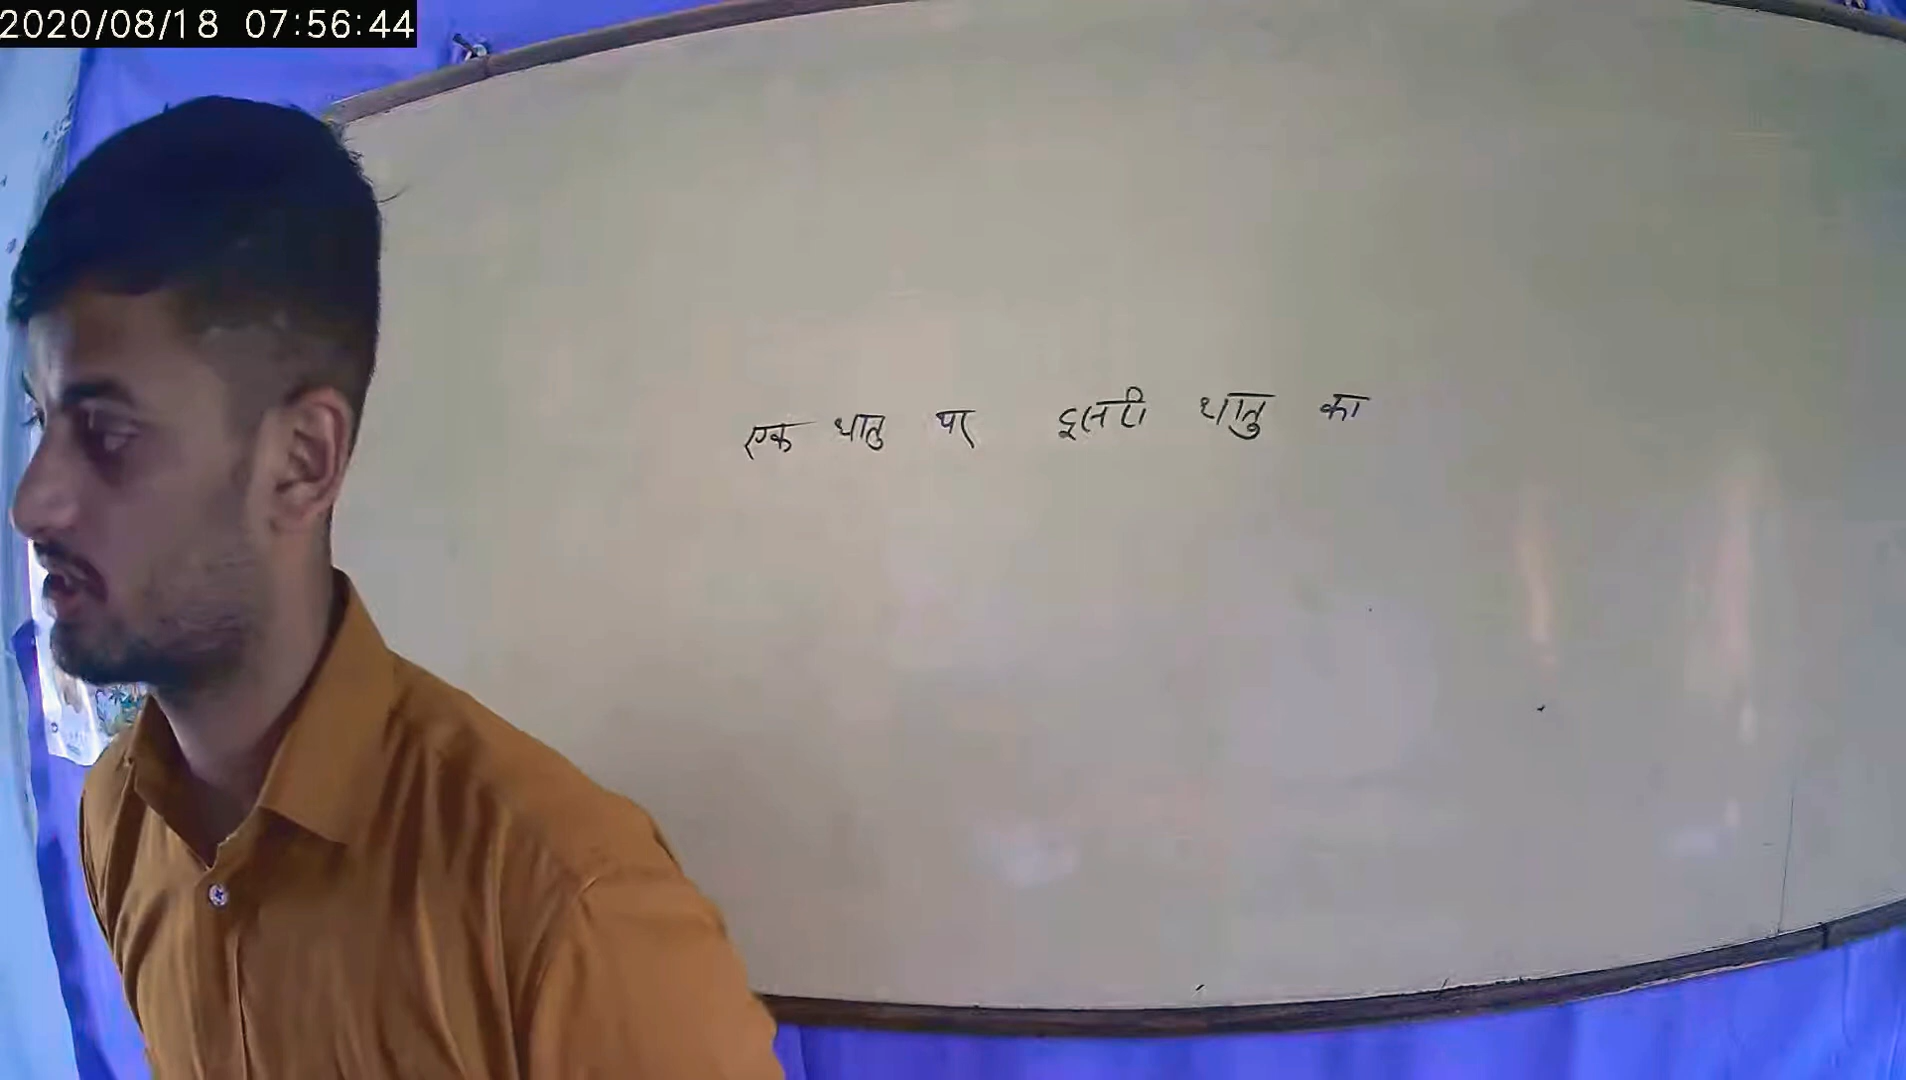 2020/08/18 07:56:44
एक धातु पर दूसरी धातु का